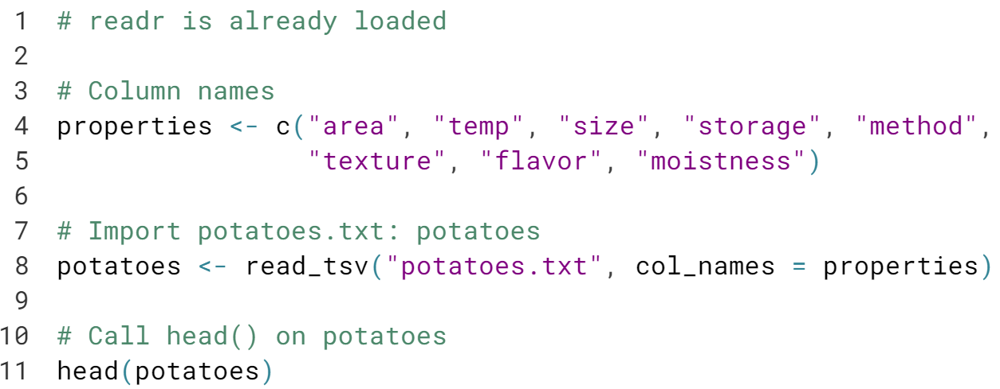 1 # readr is already loaded
2
3 # Column names
4 properties <- c("area", "temp", "size", "storage", "method",
5                 "texture", "flavor", "moistness")
6
7 # Import potatoes.txt: potatoes
8 potatoes <- read_tsv("potatoes.txt", col_names = properties)
9
10 # Call head() on potatoes
11 head(potatoes)